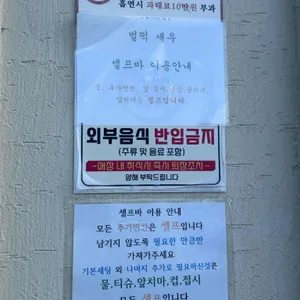 흡연시 과태료10만원 부과
벌떡 새우
셀프바 이용안내
셀프입니다.
외부음식 반입금지
(주류 및 음료 포함)
-매장 내 취식시 즉시 퇴장조치-
양해 부탁드립니다
셀프바 이용 안내
모든 추가반찬은 셀프입니다
남기지 않도록 필요한 만큼만
가져가주세요
기본세팅 외 나머지 추가로 필요하신것은
물,티슈,앞치마,컵,접시
모든 셀프입니다